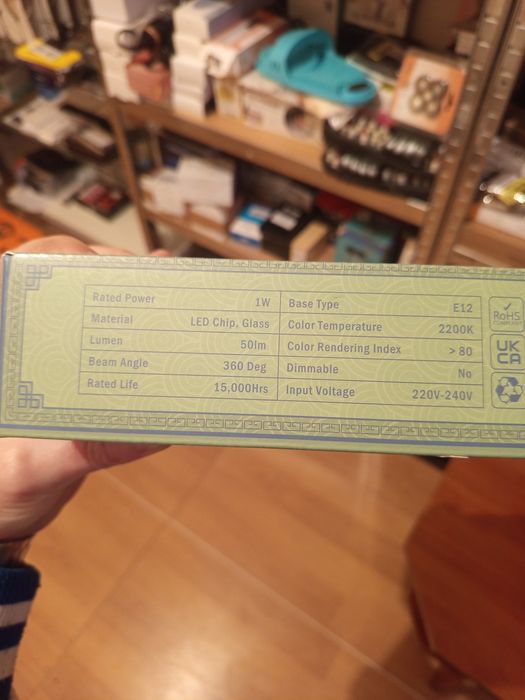 Rated Power 1W Base Type E12
Material LED Chip, Glass Color Temperature 2200K
Lumen 50lm Color Rendering Index > 80
Beam Angle 360 Deg Dimmable No
Rated Life 15,000Hrs Input Voltage 220V-240V
RoHS
UK
CA